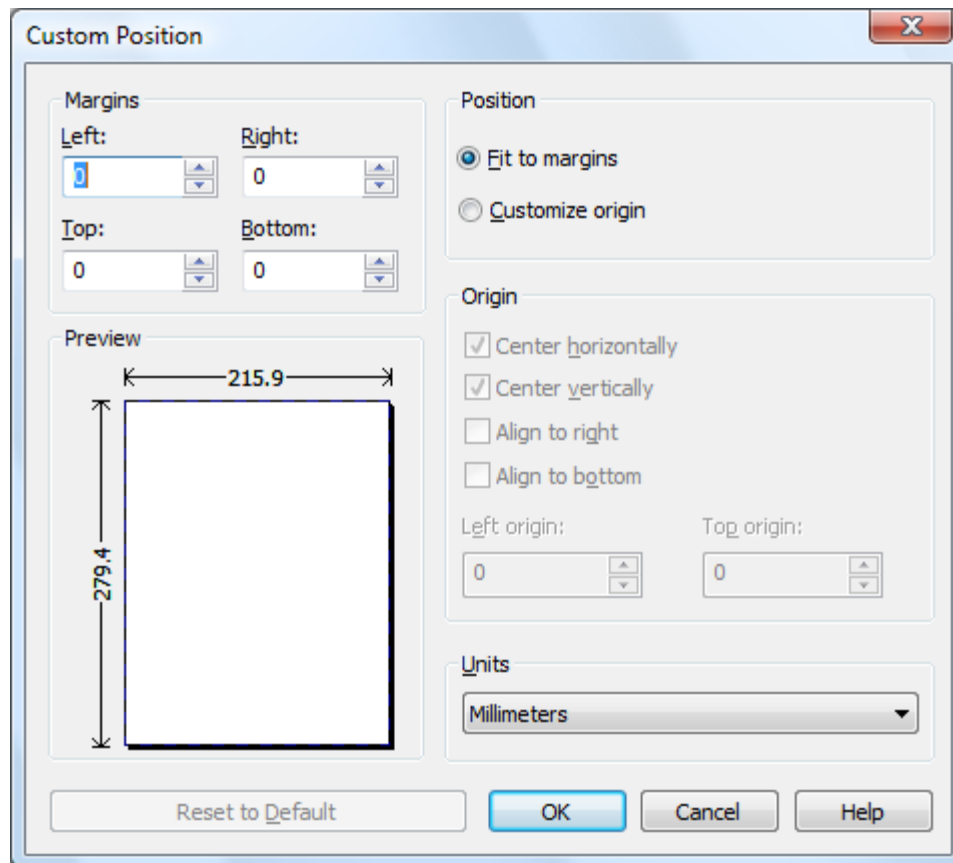 Custom Position
Margins
Left: Right:
0 0
Top: Bottom:
0 0
Preview
215.9
279.4
Position
Fit to margins
Customize origin
Origin
Center horizontally
Center vertically
Align to right
Align to bottom
Left origin: Top origin:
0 0
Units
Millimeters
Reset to Default OK Cancel Help